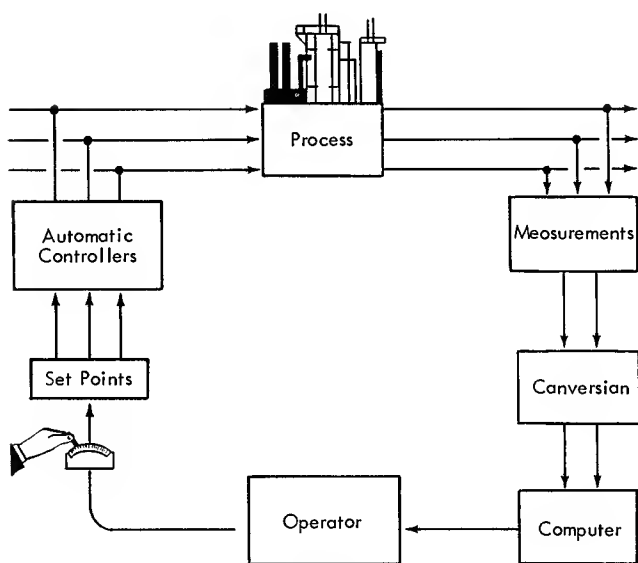 Process
Automatic
Controllers
Meosurements
Set Points
Canversian
Operator
Computer